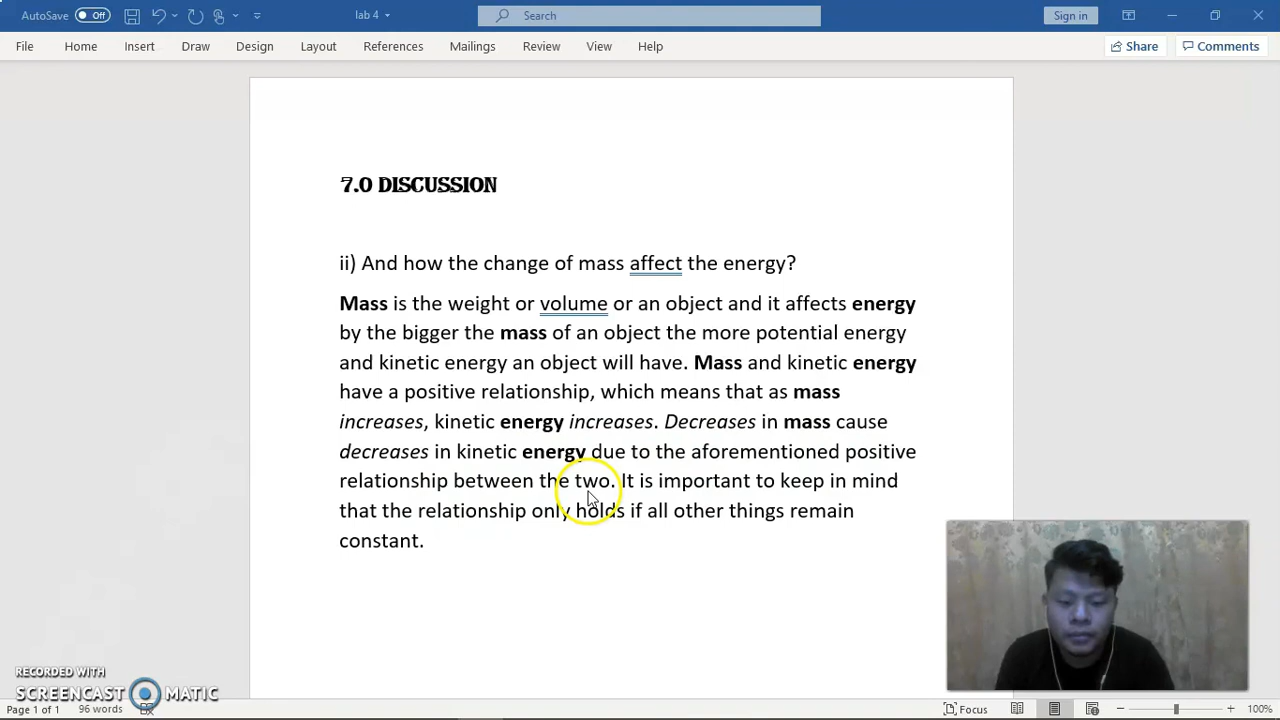 AutoSave Off lab 4 Search Sign in
File Home Insert Draw Design Layout References Mailings Review View Help Share Comments
7.0 DISCUSSION
ii) And how the change of mass affect the energy?
Mass is the weight or volume or an object and it affects energy
by the bigger the mass of an object the more potential energy
and kinetic energy an object will have. Mass and kinetic energy
have a positive relationship, which means that as mass
increases, kinetic energy increases. Decreases in mass cause
decreases in kinetic energy due to the aforementioned positive
relationship between the two. It is important to keep in mind
that the relationship only holds if all other things remain
constant.
RECORDED WITH
SCREENCAST MATIC
Page 1 of 1 96 words Focus 100%